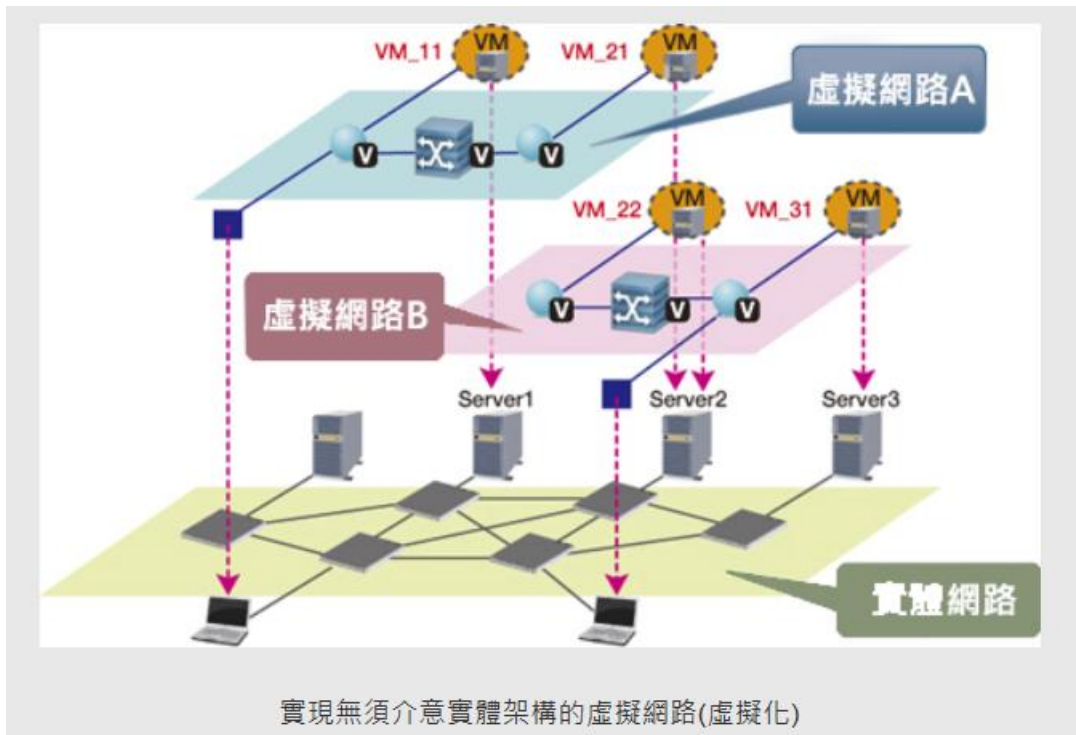 VM_11
VM
VM_21
VM
虛擬網路A
V
V
V
VM_22
VM
VM_31
VM
虛擬網路B
V
V
V
Server1
Server2
Server3
實體網路
實現無須介意實體架構的虛擬網路(虛擬化)